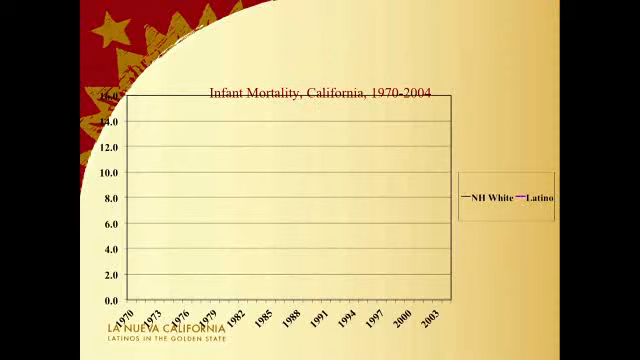 Infant Mortality, California, 1970-2004
16.0
14.0
12.0
10.0
8.0
6.0
4.0
2.0
0.0
NH White Latino
1970 1973 1976 1979 1982 1985 1988 1991 1994 1997 2000 2003
LA NUEVA CALIFORNIA
LATINOS IN THE GOLDEN STATE